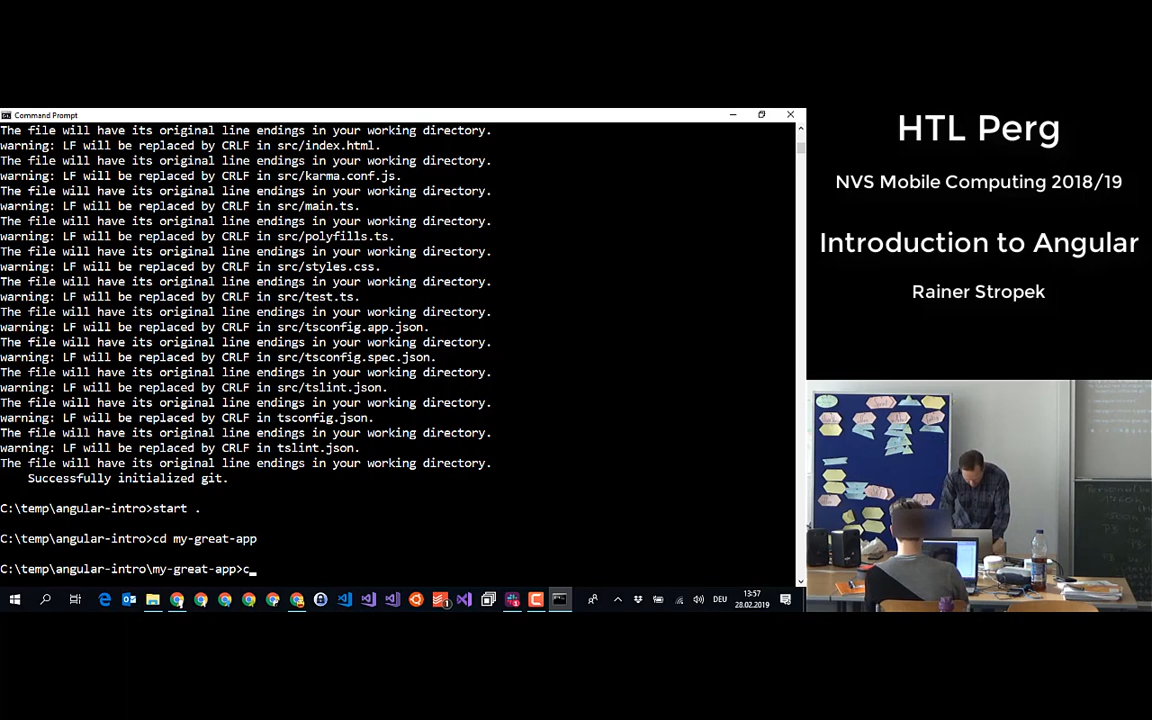 Command Prompt
The file will have its original line endings in your working directory.
warning: LF will be replaced by CRLF in src/index.html.
The file will have its original line endings in your working directory.
warning: LF will be replaced by CRLF in src/karma.conf.js.
The file will have its original line endings in your working directory.
warning: LF will be replaced by CRLF in src/main.ts.
The file will have its original line endings in your working directory.
warning: LF will be replaced by CRLF in src/polyfills.ts.
The file will have its original line endings in your working directory.
warning: LF will be replaced by CRLF in src/styles.css.
The file will have its original line endings in your working directory.
warning: LF will be replaced by CRLF in src/test.ts.
The file will have its original line endings in your working directory.
warning: LF will be replaced by CRLF in src/tsconfig.app.json.
The file will have its original line endings in your working directory.
warning: LF will be replaced by CRLF in src/tsconfig.spec.json.
The file will have its original line endings in your working directory.
warning: LF will be replaced by CRLF in src/tslint.json.
The file will have its original line endings in your working directory.
warning: LF will be replaced by CRLF in tsconfig.json.
The file will have its original line endings in your working directory.
warning: LF will be replaced by CRLF in tslint.json.
The file will have its original line endings in your working directory.
Successfully initialized git.
C:\temp\angular-intro>start .
C:\temp\angular-intro>cd my-great-app
C:\temp\angular-intro\my-great-app>c_
DEU
13:57
28.02.2019
HTL Perg
NVS Mobile Computing 2018/19
Introduction to Angular
Rainer Stropek